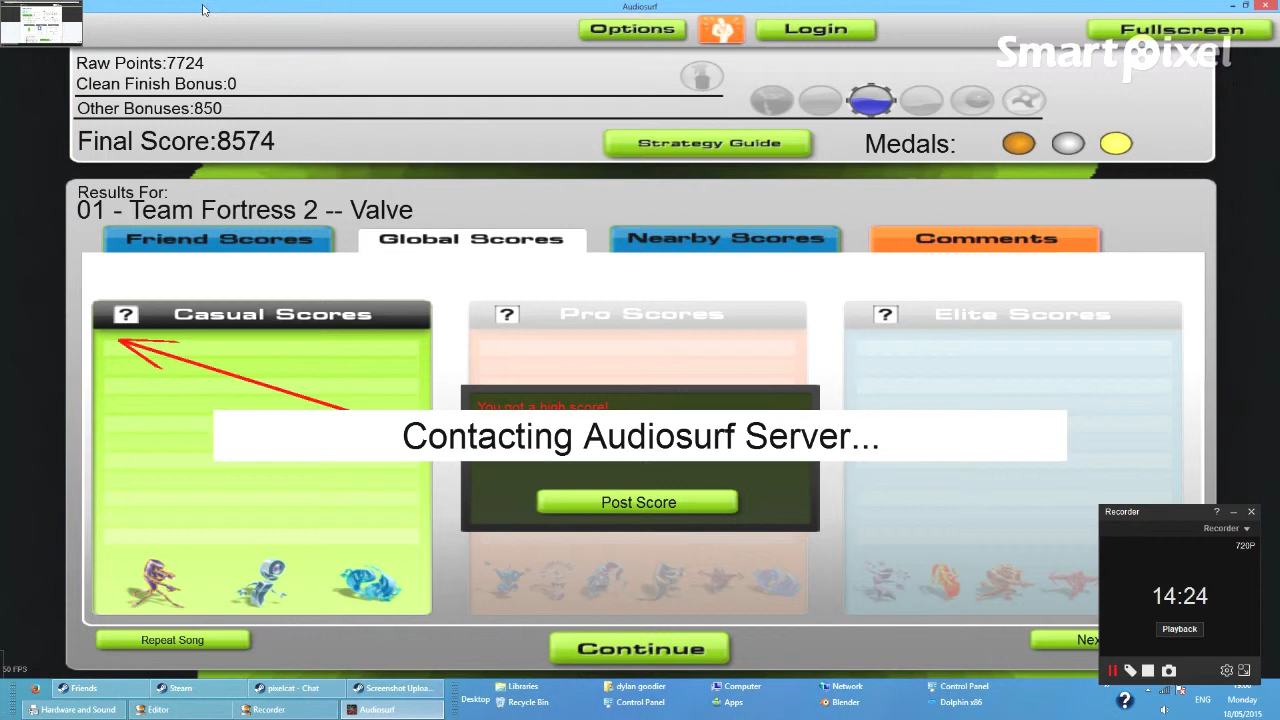 Audiosurf
Options
Login
Fullscreen
SmartPixel
Raw Points:7724
Clean Finish Bonus:0
Other Bonuses:850
Final Score:8574
Strategy Guide
Medals:
Results For:
01 - Team Fortress 2 -- Valve
Friend Scores
Global Scores
Nearby Scores
Comments
? Casual Scores
? Pro Scores
? Elite Scores
You got a high score!
Contacting Audiosurf Server...
Post Score
Recorder
?
Recorder
720P
14:24
Playback
Repeat Song
Continue
Nex
50 FPS
Friends
Steam
pixelcat - Chat
Screenshot Uploa...
Hardware and Sound
Editor
Recorder
Audiosurf
Desktop
Libraries
dylan goodier
Computer
Network
Control Panel
Recycle Bin
Control Panel
Apps
Blender
Dolphin x86
?
ENG
Monday
18/05/2015